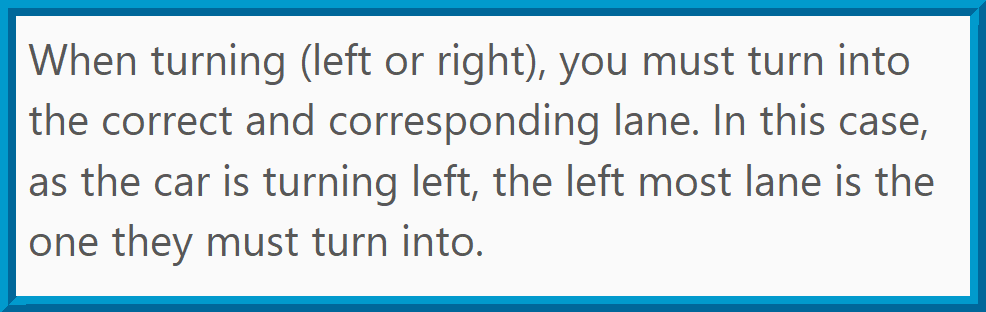 When turning (left or right), you must turn into
the correct and corresponding lane. In this case,
as the car is turning left, the left most lane is the
one they must turn into.